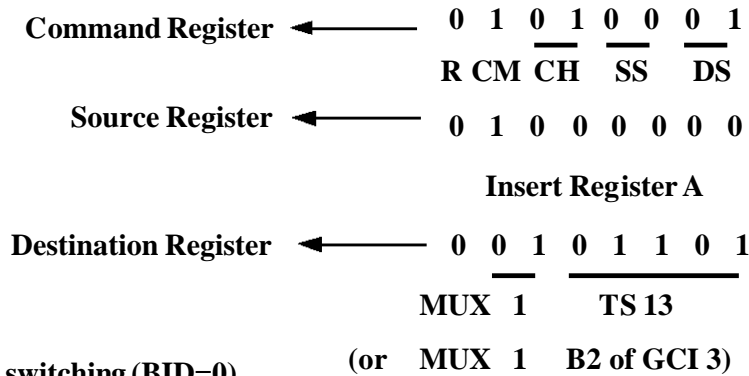 Command Register 0 1 0 1 0 0 0 1
R CM CH SS DS
Source Register 0 1 0 0 0 0 0 0
Insert Register A
Destination Register 0 0 1 0 1 1 0 1
MUX 1 TS 13
switching (BID=0) (or MUX 1 B2 of GCI 3)